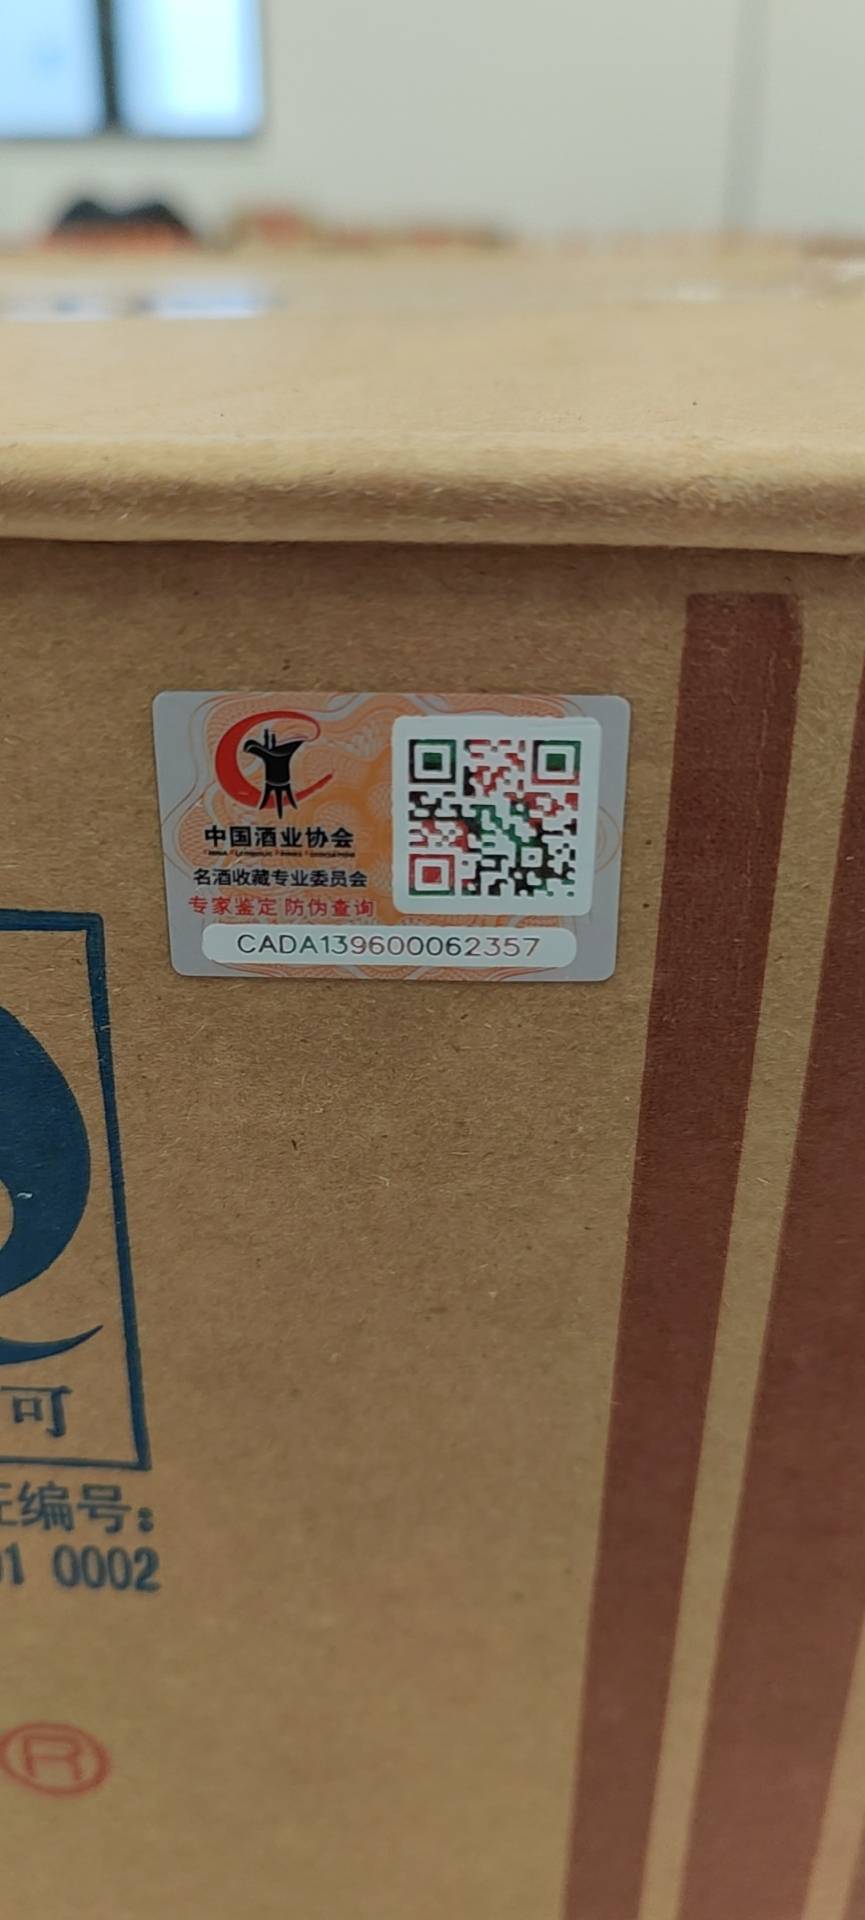 中国酒业协会
名酒收藏专业委员会
专家鉴定 防伪查询
CADA139600062357
可
编号:
01 0002
®